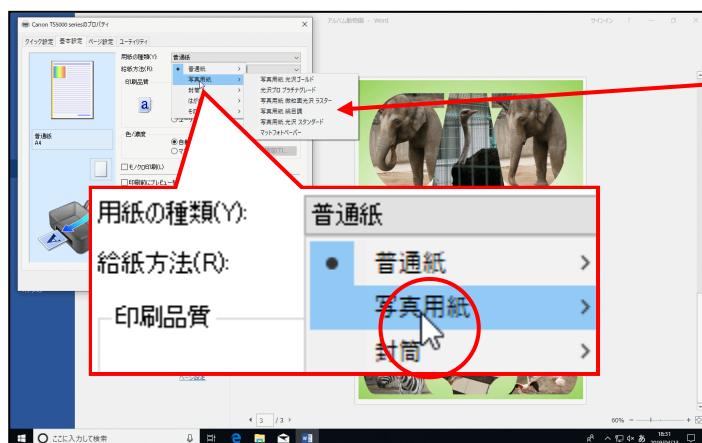 Canon TS5000 seriesのプロパティ
アルバム動物園 - Word
サインイン
クイック設定 基本設定 ページ設定 ユーティリティ
用紙の種類(Y): 普通紙
給紙方法(R): 普通紙
印刷品質 写真用紙
写真用紙 光沢ゴールド
光沢プロ プラチナグレード
写真用紙 微粒面光沢 ラスター
写真用紙 絹目調
写真用紙 光沢 スタンダード
マットフォトペーパー
封筒
はがき
a
色/濃度
普通紙
A4
モノクロ印刷(L)
用紙の種類(Y): 普通紙
給紙方法(R): 普通紙
印刷品質 写真用紙
封筒
3 /3
60%
ここに入力して検索
あ
18:51